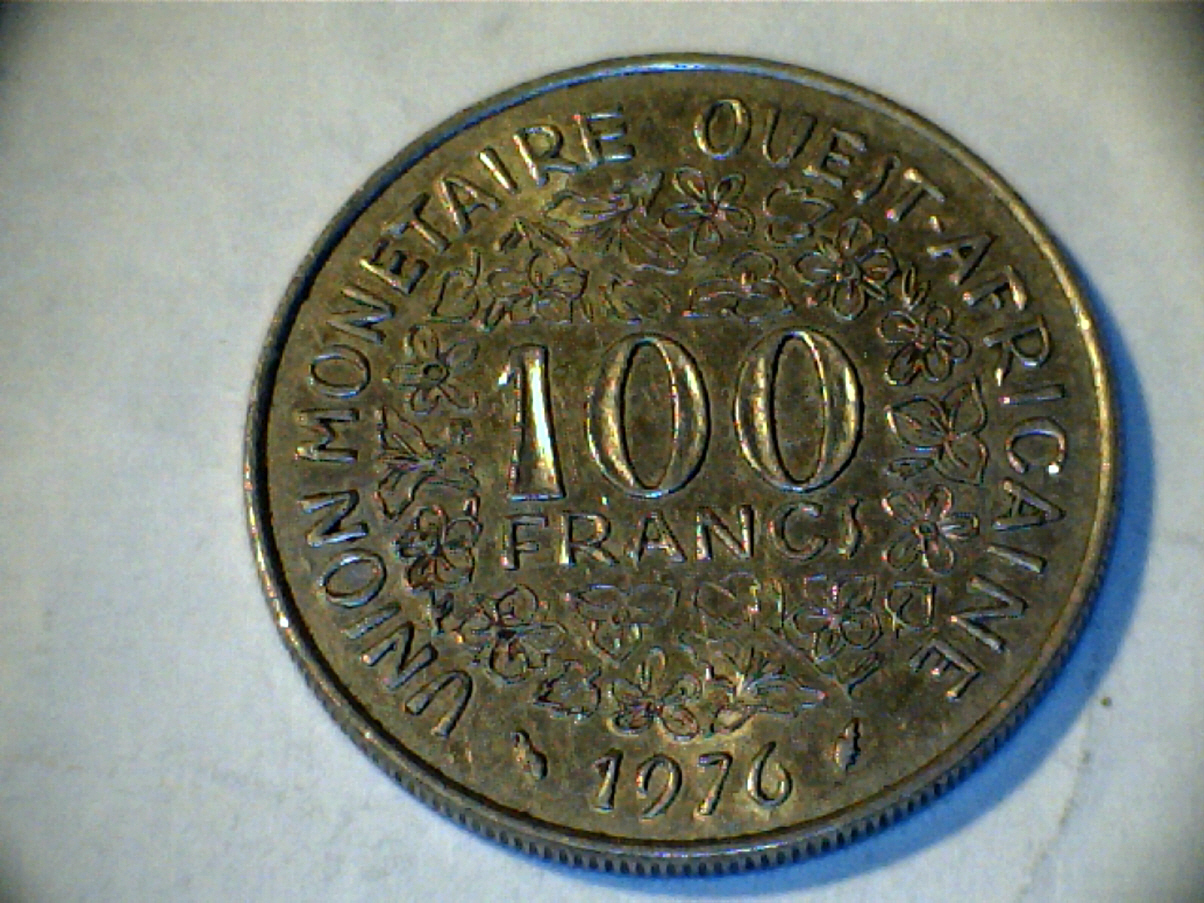 UNION MONETAIRE OUEST-AFRICAINE
100
FRANCS
1976